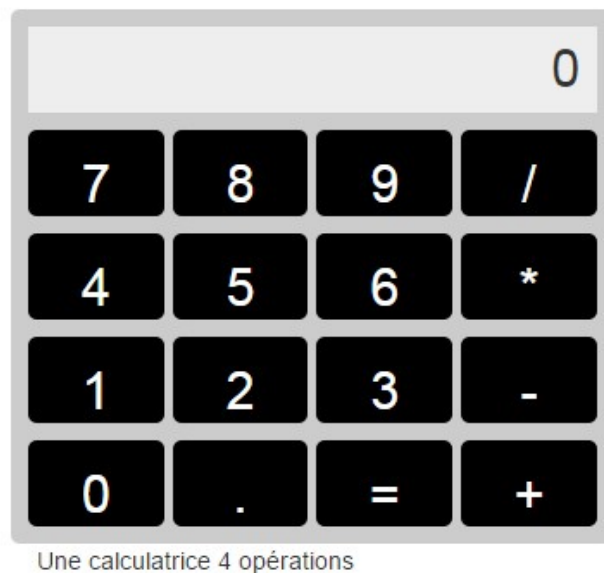 0
7 8 9 /
4 5 6 *
1 2 3 -
0 . = +
Une calculatrice 4 opérations